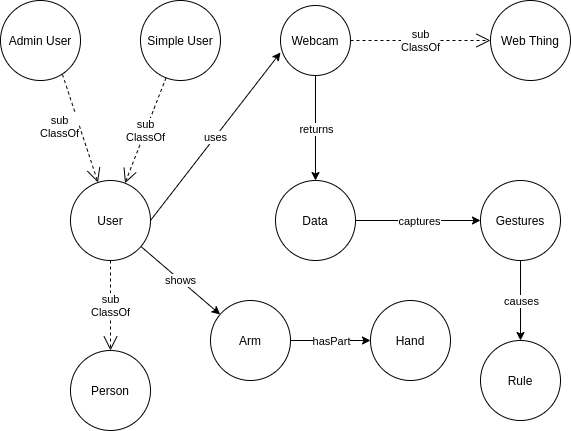 Admin User
Simple User
Webcam
sub
ClassOf
Web Thing
sub
ClassOf
sub
ClassOf
uses
returns
User
Data
captures
Gestures
shows
sub
ClassOf
causes
Arm
hasPart
Hand
Person
Rule